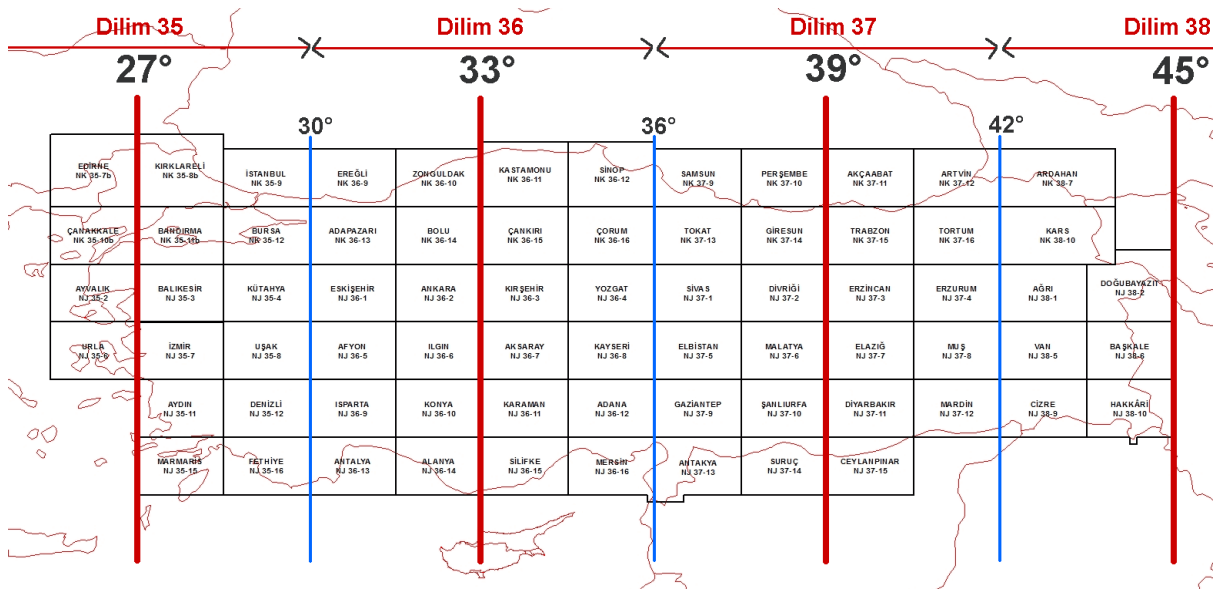 Dilim 35 Dilim 36 Dilim 37 Dilim 38
27° 33° 39° 45°
30° 36° 42°
EDİRNE KIRKLARELİ İSTANBUL EREĞLİ ZONGULDAK KASTAMONU SİNOP SAMSUN PERŞEMBE AKÇAABAT ARTVİN ARDAHAN
NK 35-7b NK 35-8b NK 35-9 NK 36-9 NK 36-10 NK 36-11 NK 36-12 NK 37-9 NK 37-10 NK 37-11 NK 37-12 NK 38-7
ÇANAKKALE BANDIRMA BURSA ADAPAZARI BOLU ÇANKIRI ÇORUM TOKAT GİRESUN TRABZON TORTUM KARS
NK 35-10b NK 35-11b NK 35-12 NK 36-13 NK 36-14 NK 36-15 NK 36-16 NK 37-13 NK 37-14 NK 37-15 NK 37-16 NK 38-10
AYVALIK BALIKESİR KÜTAHYA ESKİŞEHİR ANKARA KIRŞEHİR YOZGAT SİVAS DİVRİĞİ ERZİNCAN ERZURUM AĞRI DOĞUBAYAZIT
NJ 35-2 NJ 35-3 NJ 35-4 NJ 36-1 NJ 36-2 NJ 36-3 NJ 36-4 NJ 37-1 NJ 37-2 NJ 37-3 NJ 37-4 NJ 38-1 NJ 38-2
URLA İZMİR UŞAK AFYON ILGIN AKSARAY KAYSERİ ELBİSTAN MALATYA ELAZIĞ MUŞ VAN BAŞKALE
NJ 35-6 NJ 35-7 NJ 35-8 NJ 36-5 NJ 36-6 NJ 36-7 NJ 36-8 NJ 37-5 NJ 37-6 NJ 37-7 NJ 37-8 NJ 38-5 NJ 38-6
AYDIN DENİZLİ ISPARTA KONYA KARAMAN ADANA GAZİANTEP ŞANLIURFA DİYARBAKIR MARDİN CİZRE HAKKÂRİ
NJ 35-11 NJ 35-12 NJ 36-9 NJ 36-10 NJ 36-11 NJ 36-12 NJ 37-9 NJ 37-10 NJ 37-11 NJ 37-12 NJ 38-9 NJ 38-10
MARMARİS FETHİYE ANTALYA ALANYA SİLİFKE MERSİN ANTAKYA SURUÇ CEYLANPINAR
NJ 35-15 NJ 35-16 NJ 36-13 NJ 36-14 NJ 36-15 NJ 36-16 NJ 37-13 NJ 37-14 NJ 37-15